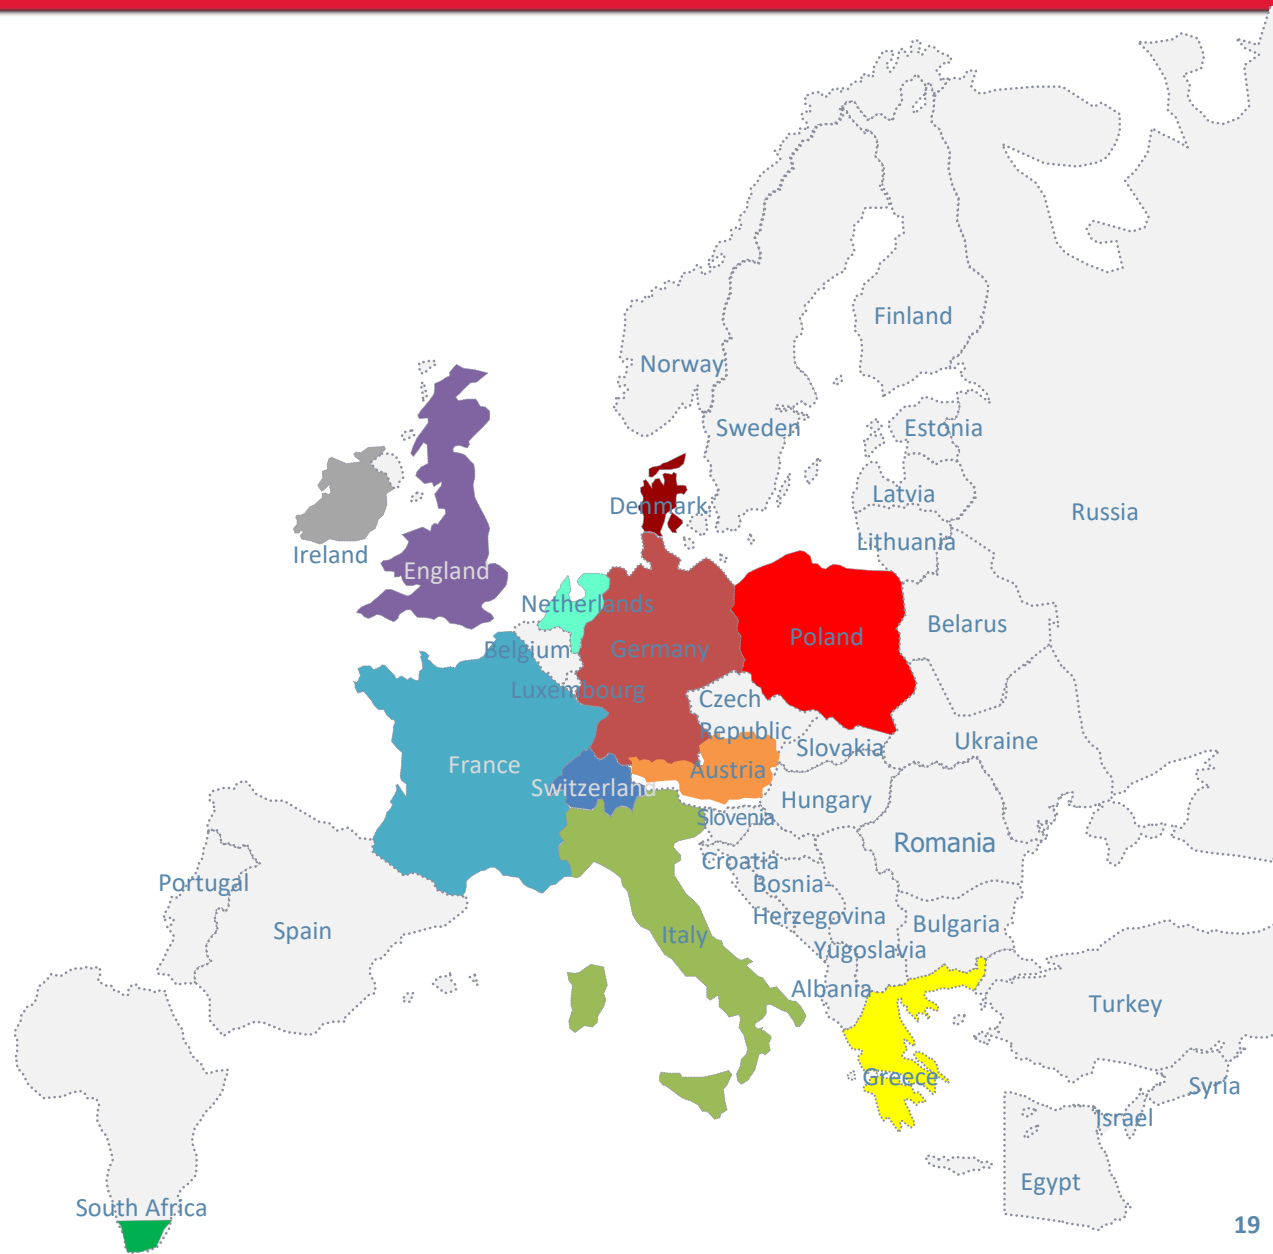 Finland
Norway
Sweden
Estonia
Latvia
Russia
Denmark
Lithuania
Ireland
England
Netherlands
Belarus
Poland
Belgium
Germany
Luxembourg
Czech
Republic
Slovakia
Ukraine
France
Austria
Switzerland
Hungary
Slovenia
Romania
Croatia
Portugal
Bosnia-
Herzegovina
Bulgaria
Spain
Italy
Yugoslavia
Albania
Turkey
Greece
Syria
Israel
Egypt
South Africa
19